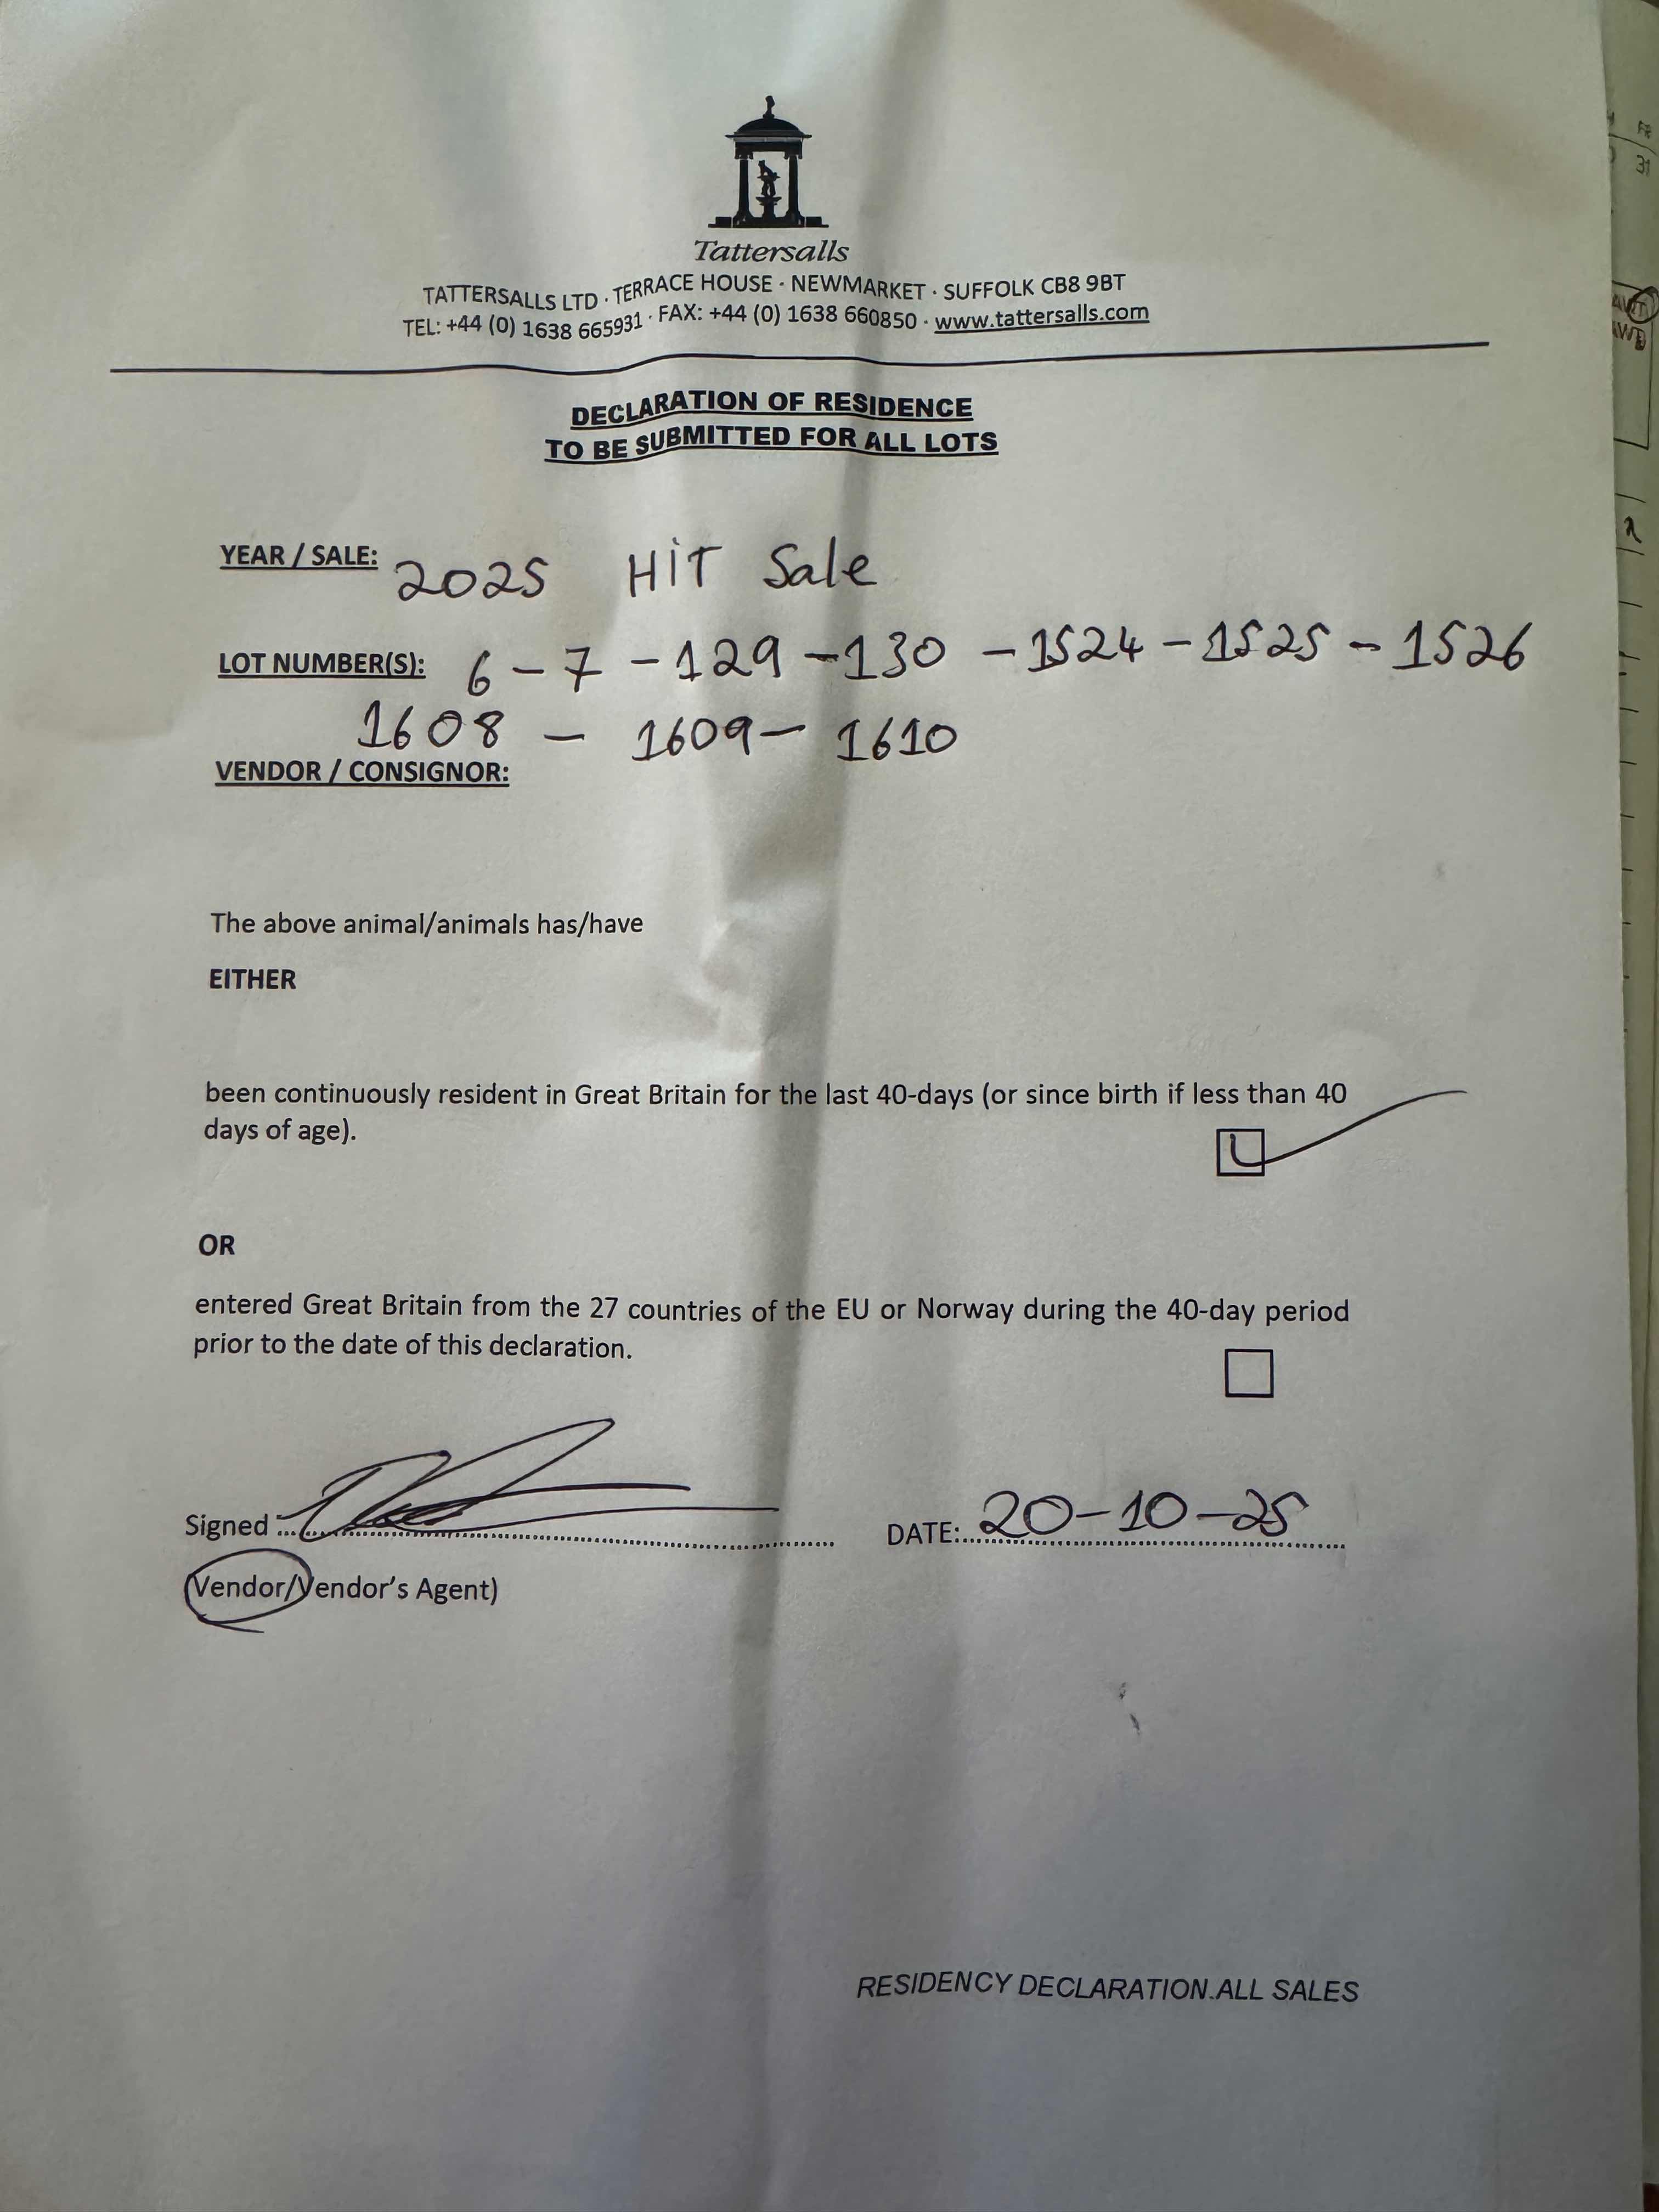 Tattersalls
TATTERSALLS LTD · TERRACE HOUSE · NEWMARKET · SUFFOLK CB8 9BT
TEL: +44 (0) 1638 665931 · FAX: +44 (0) 1638 660850 · www.tattersalls.com
DECLARATION OF RESIDENCE
TO BE SUBMITTED FOR ALL LOTS
YEAR / SALE: 2025 HiT Sale
LOT NUMBER(S): 6 - 7 - 129 - 130 - 1524 - 1525 - 1526
1608 - 1609 - 1610
VENDOR / CONSIGNOR:
The above animal/animals has/have
EITHER
been continuously resident in Great Britain for the last 40-days (or since birth if less than 40
days of age).
OR
entered Great Britain from the 27 countries of the EU or Norway during the 40-day period
prior to the date of this declaration.
Signed
DATE: 20-10-25
(Vendor/Vendor's Agent)
RESIDENCY DECLARATION.ALL SALES
31